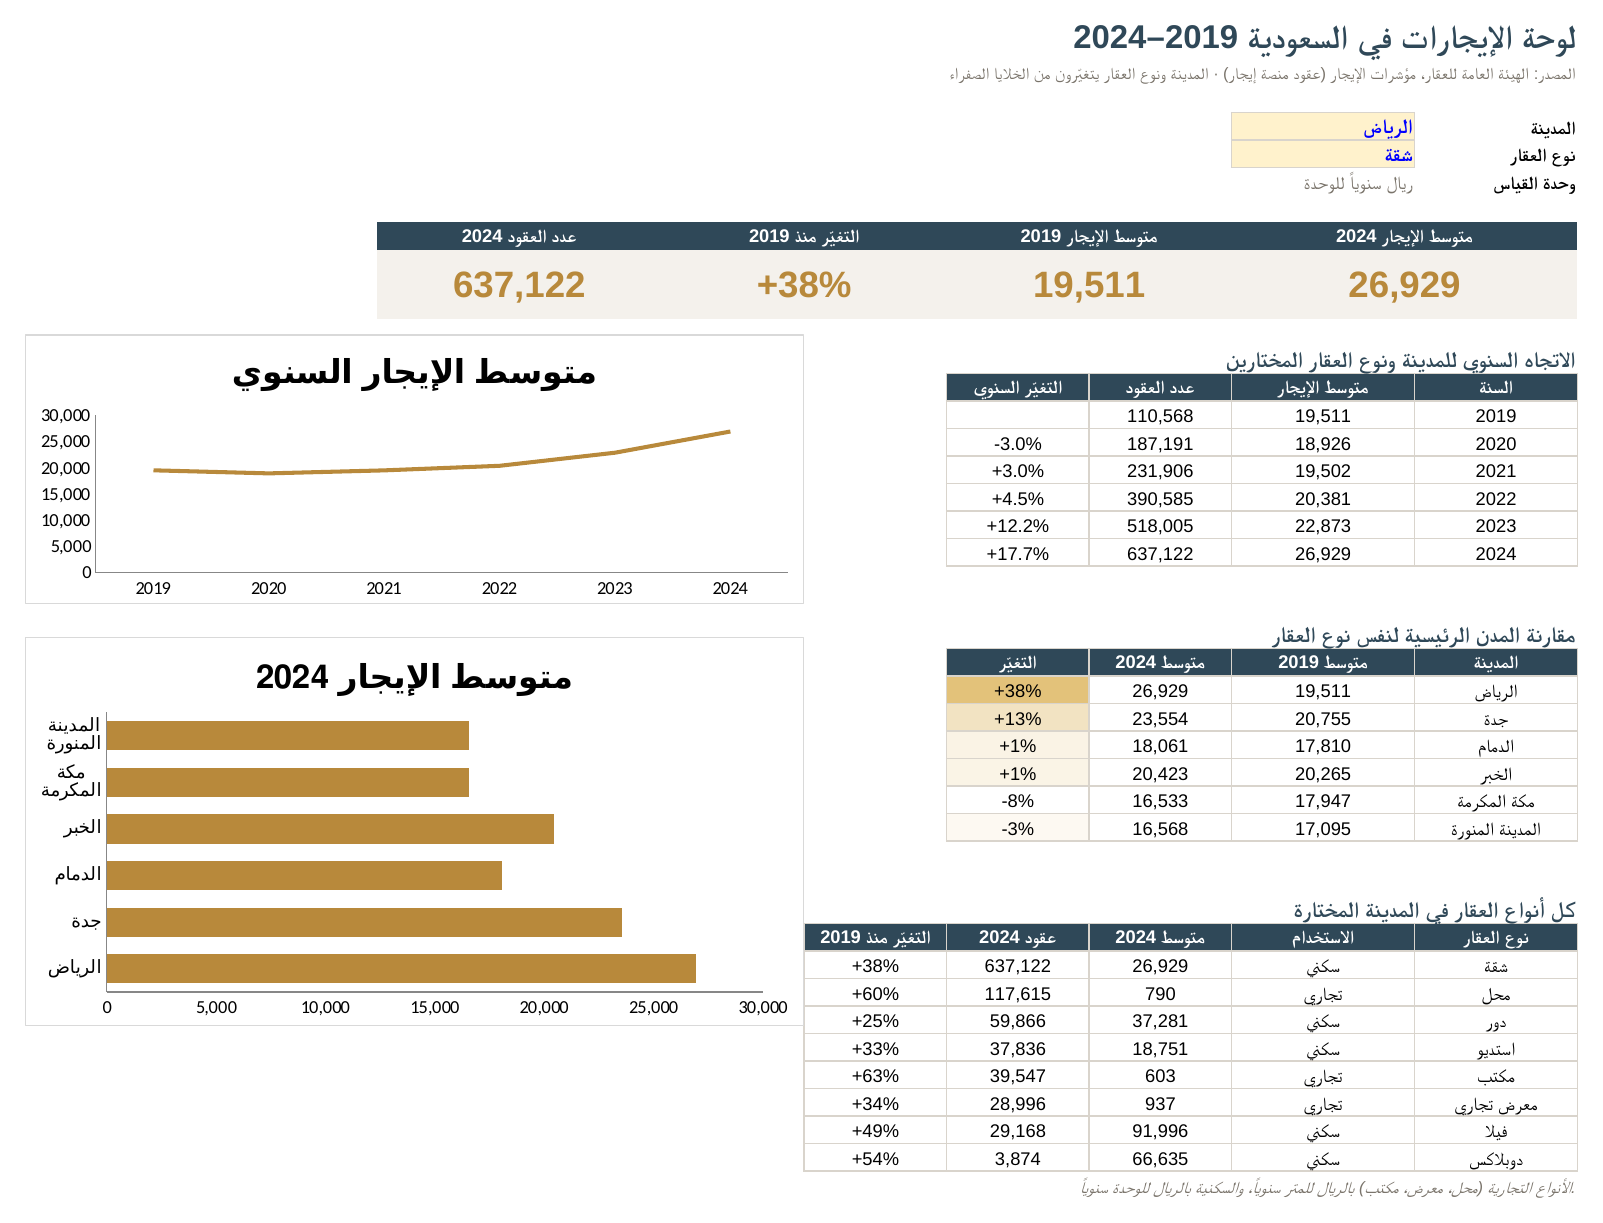 لوحة الإيجارات في السعودية 2019–2024
المصدر: الهيئة العامة للعقار، مؤشرات الإيجار (عقود منصة إيجار) · المدينة ونوع العقار يتغيّرون من الخلايا الصفراء
المدينة الرياض
نوع العقار شقة
وحدة القياس ريال سنوياً للوحدة
متوسط الإيجار 2024 متوسط الإيجار 2019 التغيّر منذ 2019 عدد العقود 2024
26,929 19,511 +38% 637,122
الاتجاه السنوي للمدينة ونوع العقار المختارين
السنة متوسط الإيجار عدد العقود التغيّر السنوي
2019 19,511 110,568
2020 18,926 187,191 -3.0%
2021 19,502 231,906 +3.0%
2022 20,381 390,585 +4.5%
2023 22,873 518,005 +12.2%
2024 26,929 637,122 +17.7%
متوسط الإيجار السنوي
30,000
25,000
20,000
15,000
10,000
5,000
0
2019 2020 2021 2022 2023 2024
مقارنة المدن الرئيسية لنفس نوع العقار
المدينة متوسط 2019 متوسط 2024 التغيّر
الرياض 19,511 26,929 +38%
جدة 20,755 23,554 +13%
الدمام 17,810 18,061 +1%
الخبر 20,265 20,423 +1%
مكة المكرمة 17,947 16,533 -8%
المدينة المنورة 17,095 16,568 -3%
متوسط الإيجار 2024
المدينة
المنورة
مكة
المكرمة
الخبر
الدمام
جدة
الرياض
0 5,000 10,000 15,000 20,000 25,000 30,000
كل أنواع العقار في المدينة المختارة
نوع العقار الاستخدام متوسط 2024 عقود 2024 التغيّر منذ 2019
شقة سكني 26,929 637,122 +38%
محل تجاري 790 117,615 +60%
دور سكني 37,281 59,866 +25%
استديو سكني 18,751 37,836 +33%
مكتب تجاري 603 39,547 +63%
معرض تجاري تجاري 937 28,996 +34%
فيلا سكني 91,996 29,168 +49%
دوبلاكس سكني 66,635 3,874 +54%
الأنواع التجارية (محل، معرض، مكتب) بالريال للمتر سنوياً، والسكنية بالريال للوحدة سنوياً.